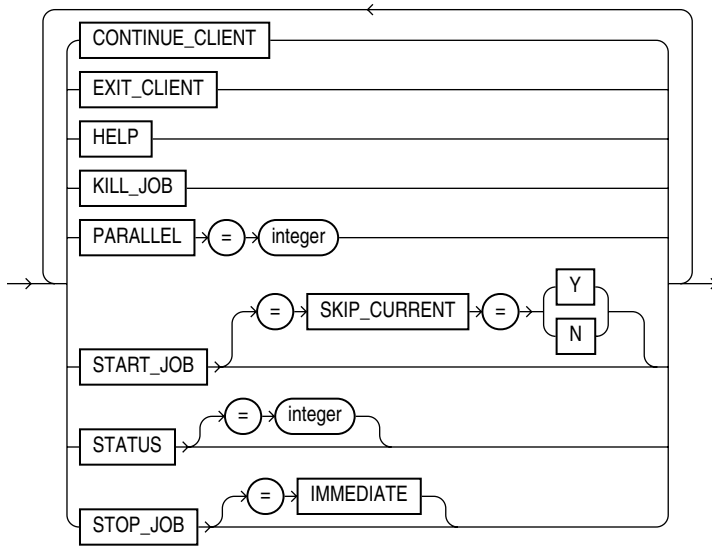 CONTINUE_CLIENT
EXIT_CLIENT
HELP
KILL_JOB
PARALLEL = integer
= SKIP_CURRENT = Y
N
START_JOB
= integer
STATUS
= IMMEDIATE
STOP_JOB